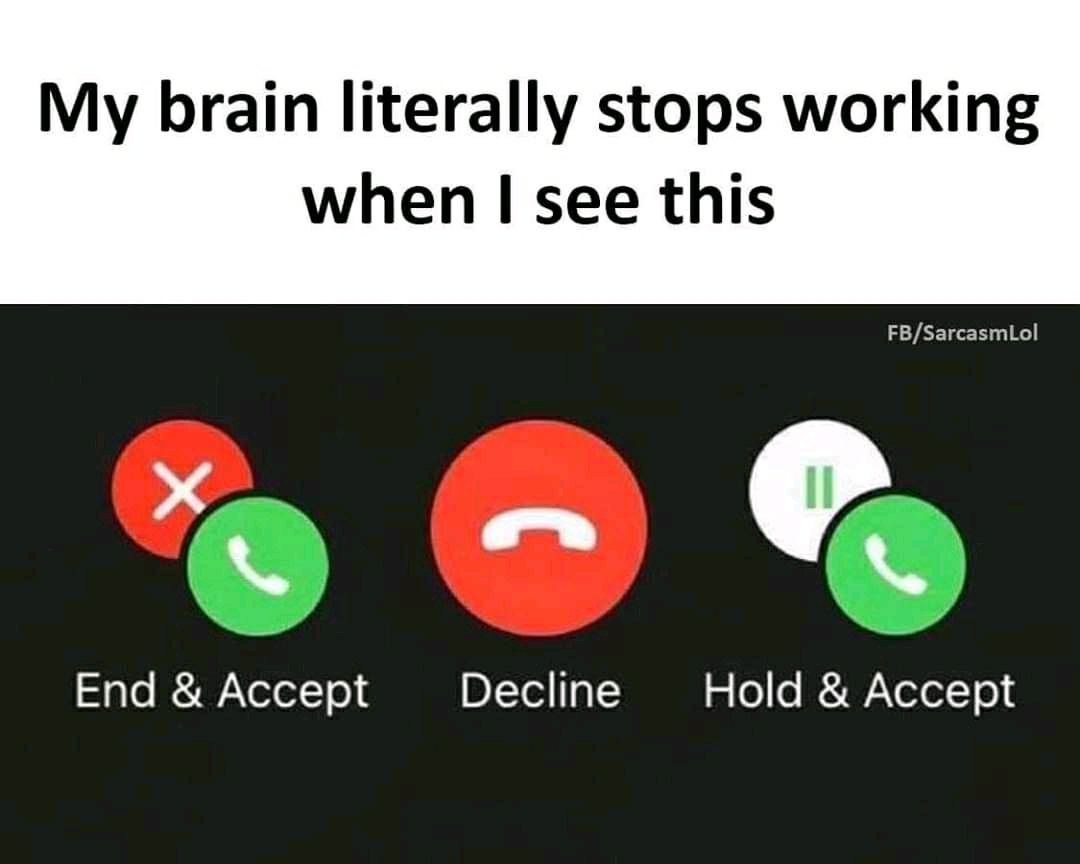 My brain literally stops working
when I see this
FB/SarcasmLol
End & Accept
Decline
Hold & Accept